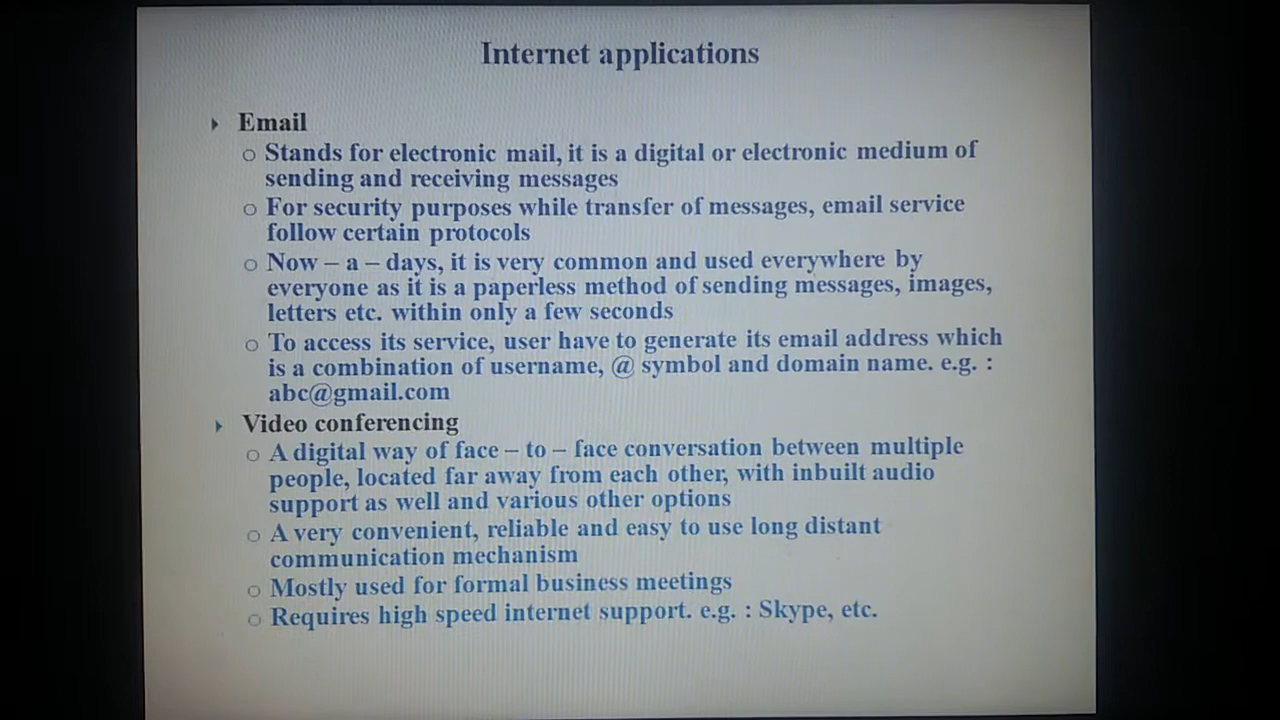 Internet applications
Email
Stands for electronic mail, it is a digital or electronic medium of
sending and receiving messages
For security purposes while transfer of messages, email service
follow certain protocols
Now – a – days, it is very common and used everywhere by
everyone as it is a paperless method of sending messages, images,
letters etc. within only a few seconds
To access its service, user have to generate its email address which
is a combination of username, @ symbol and domain name. e.g. :
abc@gmail.com
Video conferencing
A digital way of face – to – face conversation between multiple
people, located far away from each other, with inbuilt audio
support as well and various other options
A very convenient, reliable and easy to use long distant
communication mechanism
Mostly used for formal business meetings
Requires high speed internet support. e.g. : Skype, etc.